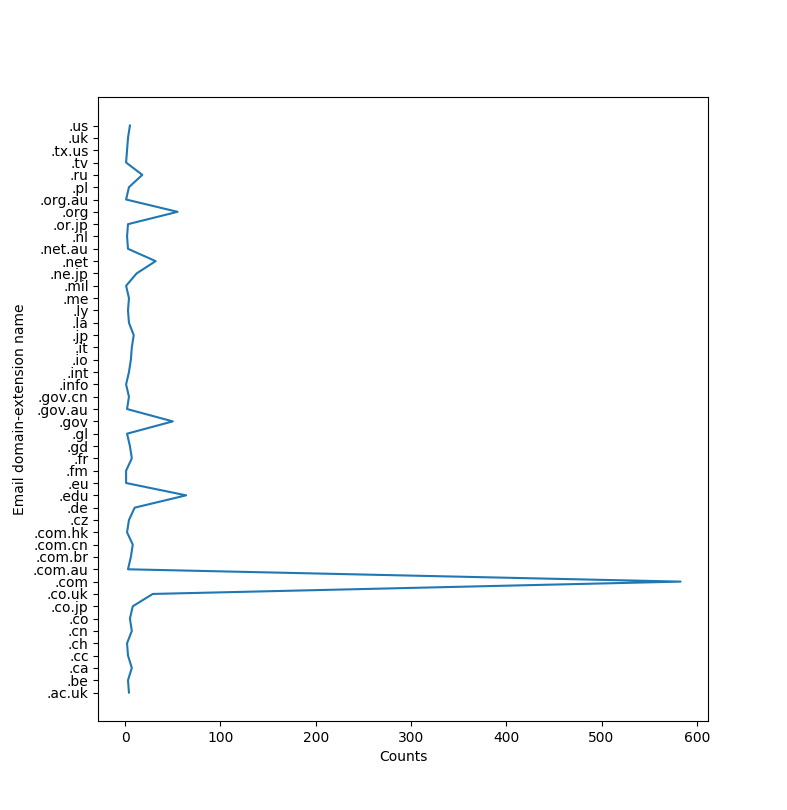 .us
.uk
.tx.us
.tv
.ru
.pl
.org.au
.org
.or.jp
.nl
.net.au
.net
.ne.jp
.mil
.me
.ly
.la
.jp
.it
.io
.int
.info
.gov.cn
.gov.au
.gov
.gl
.gd
.fr
.fm
.eu
.edu
.de
.cz
.com.hk
.com.cn
.com.br
.com.au
.com
.co.uk
.co.jp
.co
.cn
.ch
.cc
.ca
.be
.ac.uk
Email domain-extension name
0 100 200 300 400 500 600
Counts